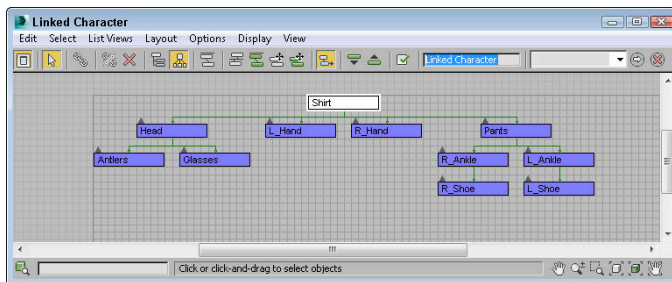 Linked Character
Edit Select List Views Layout Options Display View
Linked Character
Shirt
Head L_Hand R_Hand Pants
Antlers Glasses R_Ankle L_Ankle
R_Shoe L_Shoe
Click or click-and-drag to select objects